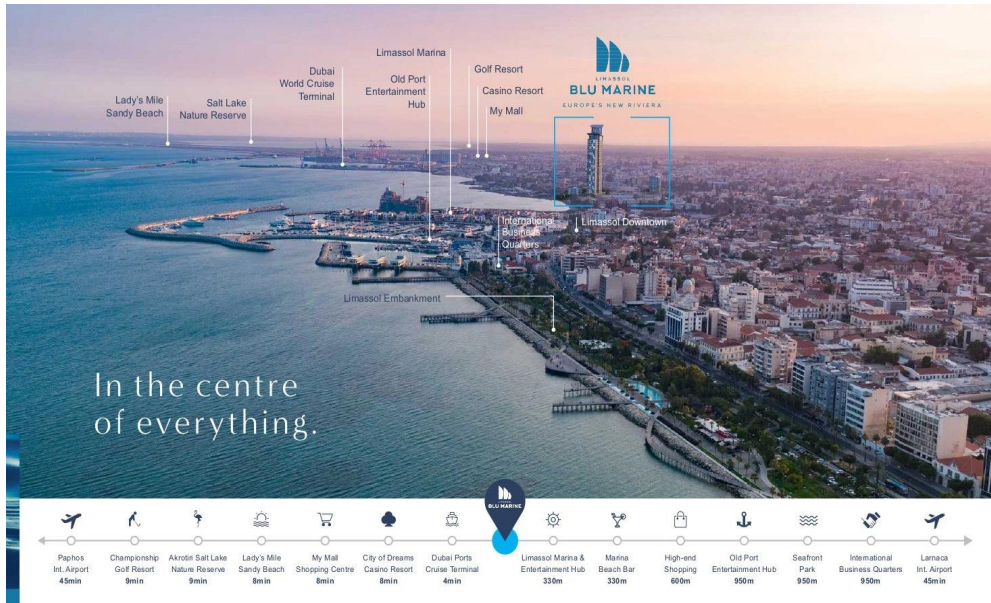 Limassol Marina
Golf Resort
Dubai
World Cruise
Terminal
Old Port
Entertainment
Hub
Casino Resort
My Mall
Lady's Mile
Sandy Beach
Salt Lake
Nature Reserve
LIMASSOL
BLU MARINE
EUROPE'S NEW RIVIERA
International
Business
Quarters
Limassol Downtown
Limassol Embankment
In the centre
of everything.
BLU MARINE
Paphos
Int. Airport
45min
Championship
Golf Resort
9min
Akrotiri Salt Lake
Nature Reserve
9min
Lady's Mile
Sandy Beach
8min
My Mall
Shopping Centre
8min
City of Dreams
Casino Resort
8min
Dubai Ports
Cruise Terminal
4min
Limassol Marina &
Entertainment Hub
330m
Marina
Beach Bar
330m
High-end
Shopping
600m
Old Port
Entertainment Hub
950m
Seafront
Park
950m
International
Business Quarters
950m
Larnaca
Int. Airport
45min